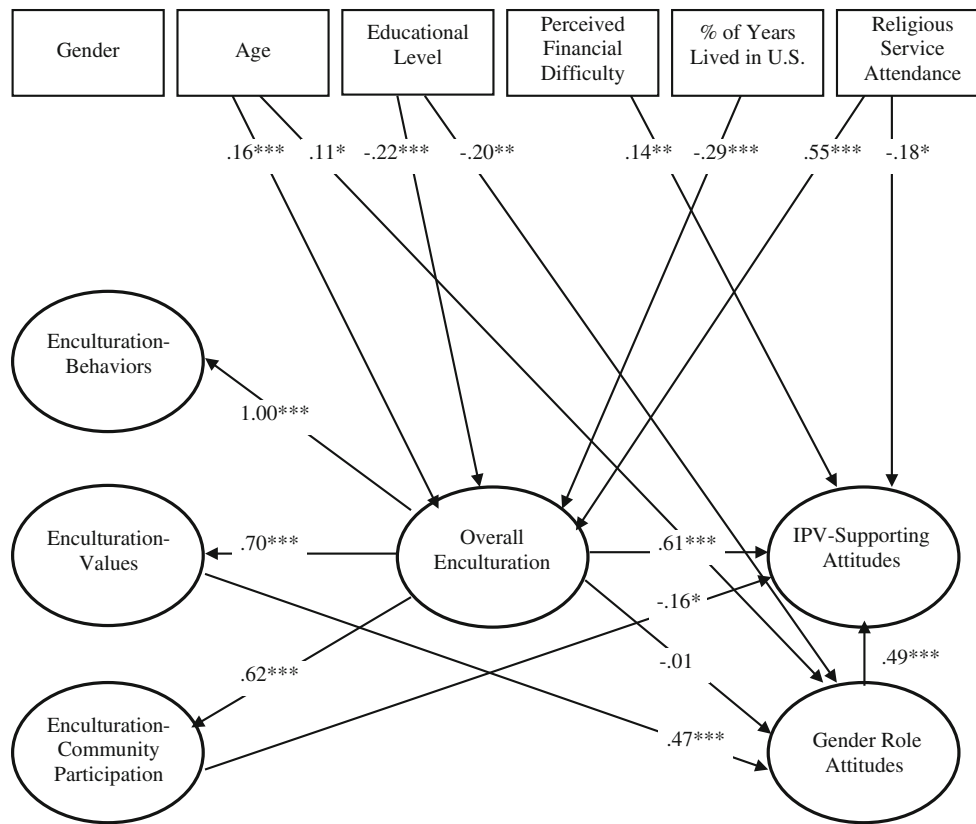 Gender
Age
Educational
Level
Perceived
Financial
Difficulty
% of Years
Lived in U.S.
Religious
Service
Attendance
.16***
.11*
-.22***
-.20**
.14**
-.29***
.55***
-.18*
Enculturation-
Behaviors
1.00***
Enculturation-
Values
.70***
Overall
Enculturation
.61***
IPV-Supporting
Attitudes
-.16*
.62***
-.01
.49***
Enculturation-
Community
Participation
.47***
Gender Role
Attitudes